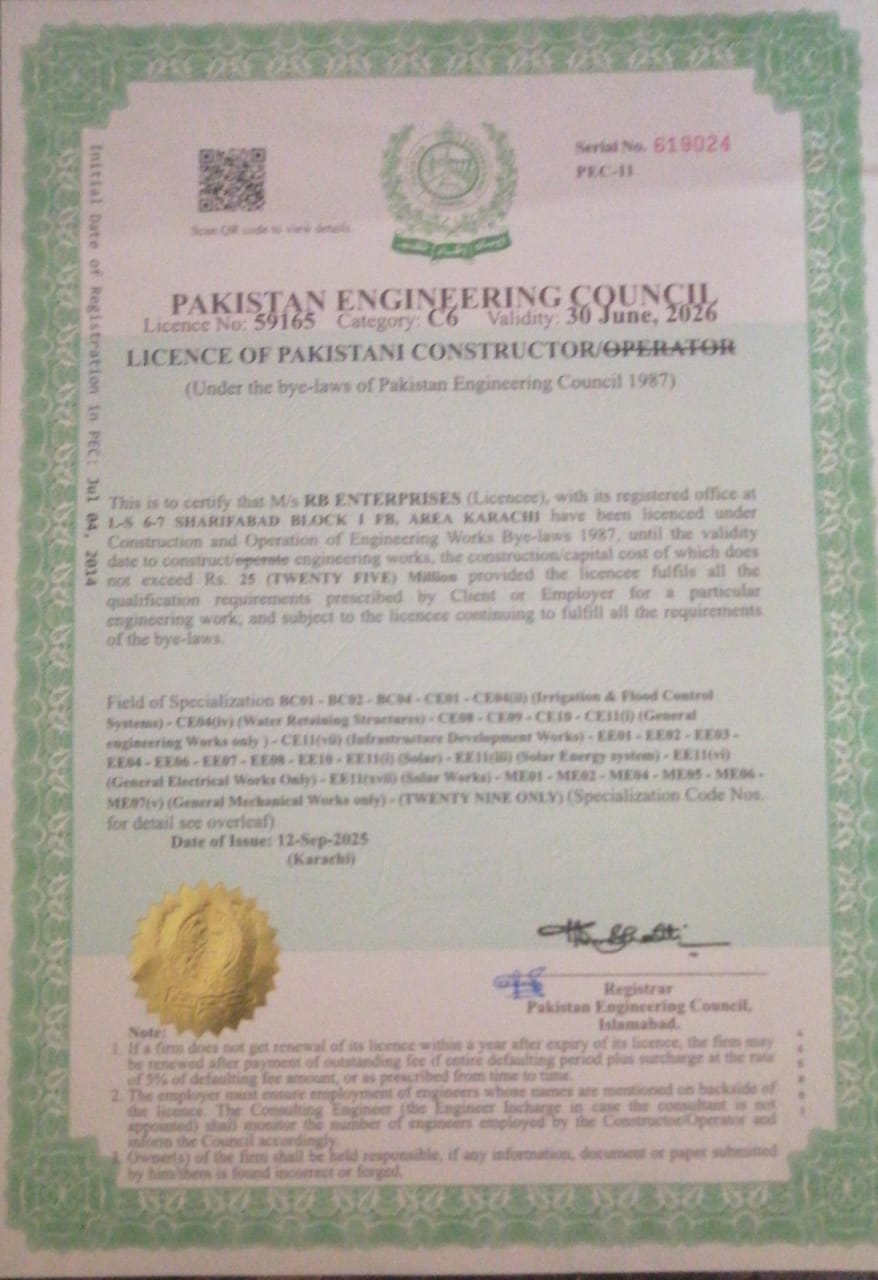 Serial No. 619024
PEC-11
Scan QR code to view details
Initial Date of Registration in PEC: Jul 04, 2014
PAKISTAN ENGINEERING COUNCIL
Licence No: 59165 Category: C6 Validity: 30 June, 2026
LICENCE OF PAKISTANI CONSTRUCTOR/OPERATOR
(Under the bye-laws of Pakistan Engineering Council 1987)
This is to certify that M/s RB ENTERPRISES (Licencee), with its registered office at
L-S 6-7 SHARIFABAD BLOCK 1 FB, AREA KARACHI have been licenced under
Construction and Operation of Engineering Works Bye-laws 1987, until the validity
date to construct/operate engineering works, the construction/capital cost of which does
not exceed Rs. 25 (TWENTY FIVE) Million provided the licencee fulfils all the
qualification requirements prescribed by Client or Employer for a particular
engineering work; and subject to the licencee continuing to fulfill all the requirements
of the bye-laws.
Field of Specialization BC01 - BC02 - BC04 - CE01 - CE04(ii) (Irrigation & Flood Control
Systems) - CE04(iv) (Water Retaining Structures) - CE08 - CE09 - CE10 - CE11(i) (General
engineering Works only ) - CE11(vii) (Infrastructure Development Works) - EE01 - EE02 - EE03 -
EE04 - EE06 - EE07 - EE08 - EE10 - EE11(i) (Solar) - EE11(iii) (Solar Energy system) - EE11(vi)
(General Electrical Works Only) - EE11(xvii) (Solar Works) - ME01 - ME02 - ME04 - ME05 - ME06 -
ME07(v) (General Mechanical Works only) - (TWENTY NINE ONLY) (Specialization Code Nos.
for detail see overleaf)
Date of Issue: 12-Sep-2025
(Karachi)
Registrar
Pakistan Engineering Council,
Islamabad.
Note:
1. If a firm does not get renewal of its licence within a year after expiry of its licence, the firm may
be renewed after payment of outstanding fee if entire defaulting period plus surcharge at the rate
of 5% of defaulting fee amount, or as prescribed from time to time.
2. The employer must ensure employment of engineers whose names are mentioned on backside of
the licence. The Consulting Engineer (the Engineer Incharge in case the consultant is not
appointed) shall monitor the number of engineers employed by the Constructor/Operator and
inform the Council accordingly.
3. Owner(s) of the firm shall be held responsible, if any information, document or paper submitted
by him/them is found incorrect or forged.